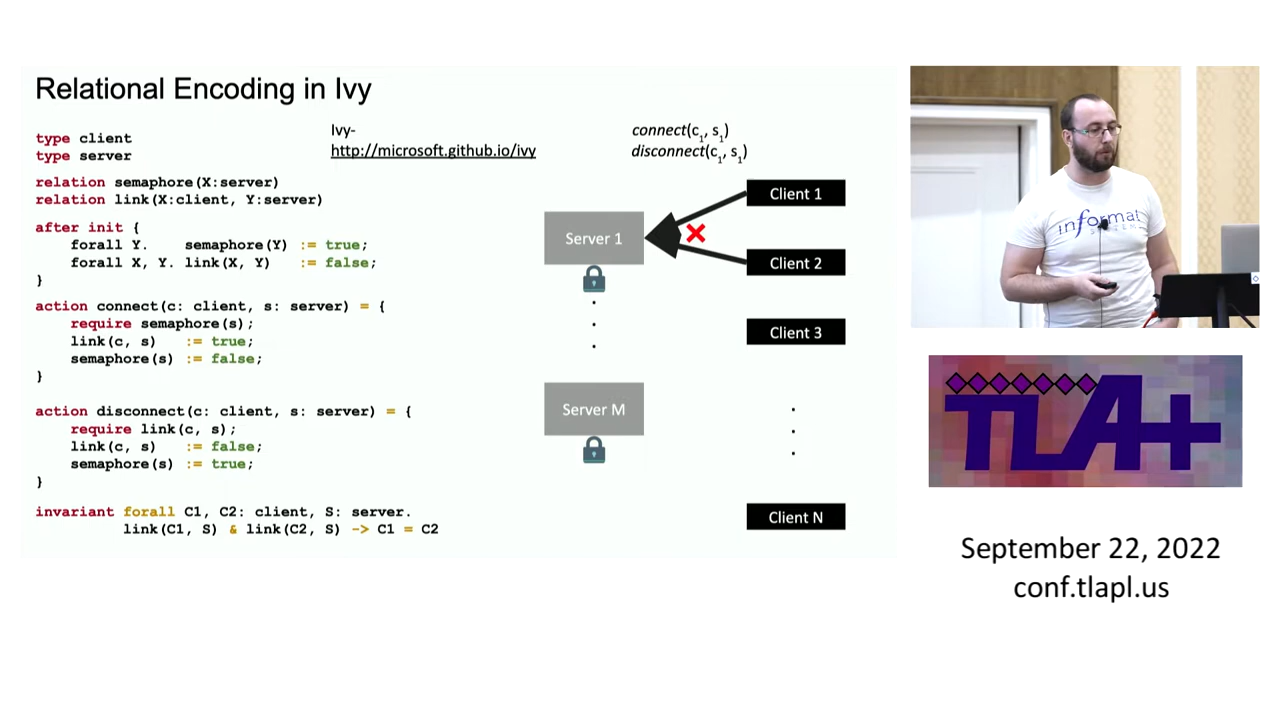 Relational Encoding in Ivy
type client
type server
relation semaphore(X:server)
relation link(X:client, Y:server)
after init {
forall Y. semaphore(Y) := true;
forall X, Y. link(X, Y) := false;
}
action connect(c: client, s: server) = {
require semaphore(s);
link(c, s) := true;
semaphore(s) := false;
}
action disconnect(c: client, s: server) = {
require link(c, s);
link(c, s) := false;
semaphore(s) := true;
}
invariant forall C1, C2: client, S: server.
link(C1, S) & link(C2, S) -> C1 = C2
Ivy-
http://microsoft.github.io/ivy
connect(c₁, s₁)
disconnect(c₁, s₁)
Server 1
Server M
Client 1
Client 2
Client 3
Client N
informal
SYSTEMS
TLA+
September 22, 2022
conf.tlapl.us